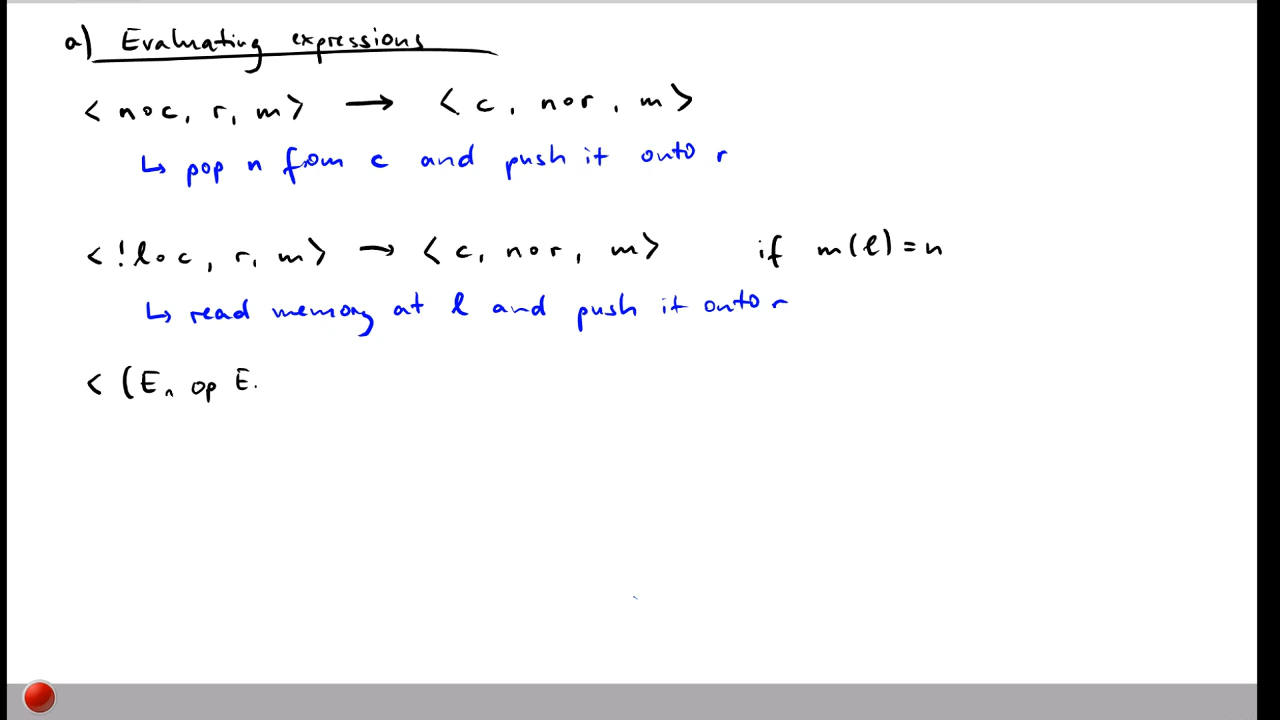 a) Evaluating expressions
< n∘c, r, m> → < c, n∘r, m>
↳ pop n from c and push it onto r
< !l∘c, r, m> → < c, n∘r, m> if m(l) = n
↳ read memory at l and push it onto r
< (E₁ op E